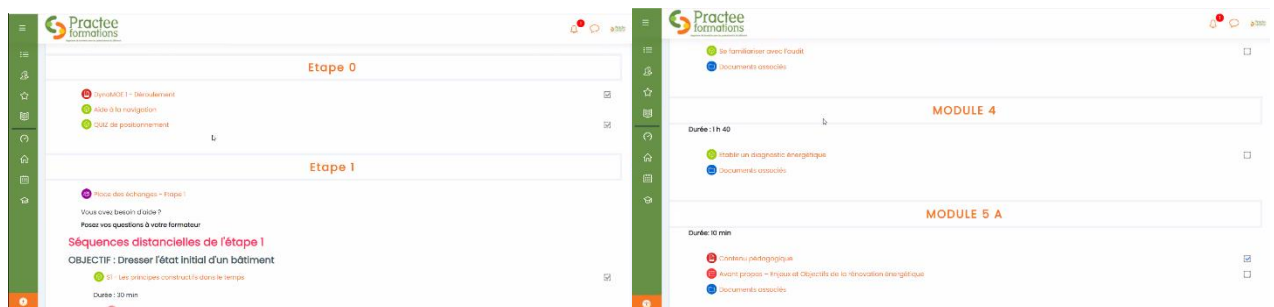 Practee
formations
Etape 0
DynaMOE 1 - Déroulement
Aide à la navigation
QUIZ de positionnement
Etape 1
Place des échanges - Etape 1
Vous avez besoin d'aide ?
Posez vos questions à votre formateur
Séquences distancielles de l'étape 1
OBJECTIF : Dresser l'état initial d'un bâtiment
S1 - Les principes constructifs dans le temps
Durée : 30 min
Practee
formations
Se familiariser avec l'outil
Documents associés
MODULE 4
Durée : 1 h 40
Etablir un diagnostic énergétique
Documents associés
MODULE 5 A
Durée: 10 min
Contenu pédagogique
Avant propos - Enjeux et Objectifs de la rénovation énergétique
Documents associés